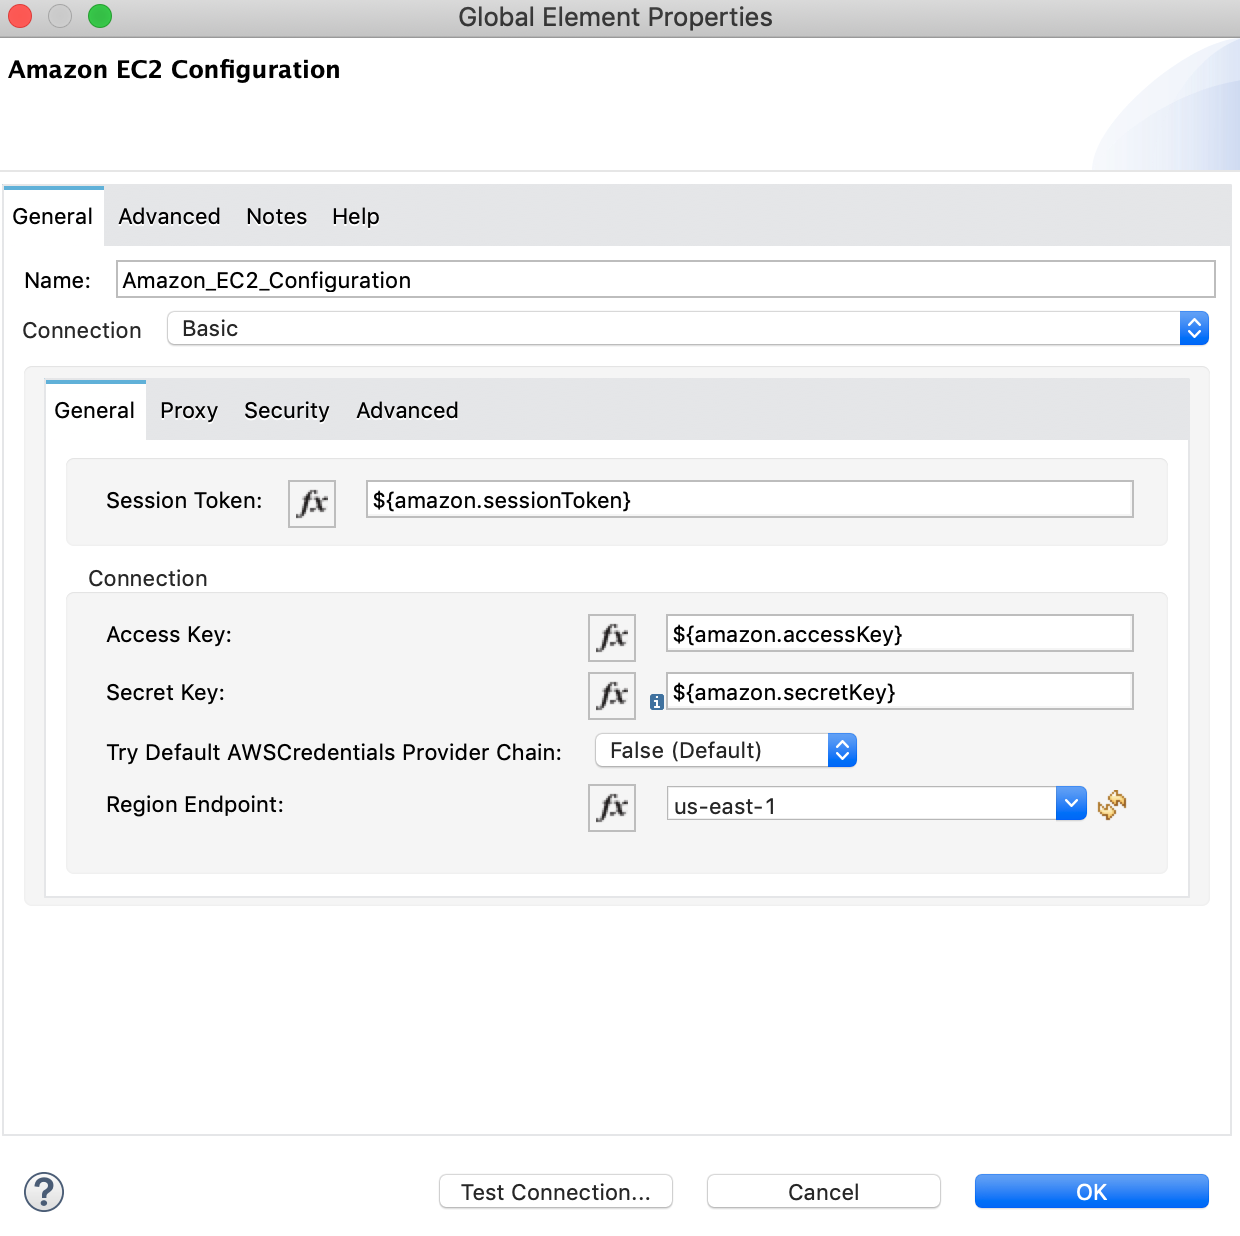 Global Element Properties
Amazon EC2 Configuration
General Advanced Notes Help
Name: Amazon_EC2_Configuration
Connection Basic
General Proxy Security Advanced
Session Token: fx ${amazon.sessionToken}
Connection
Access Key: fx ${amazon.accessKey}
Secret Key: fx i ${amazon.secretKey}
Try Default AWSCredentials Provider Chain: False (Default)
Region Endpoint: fx us-east-1
? Test Connection... Cancel OK